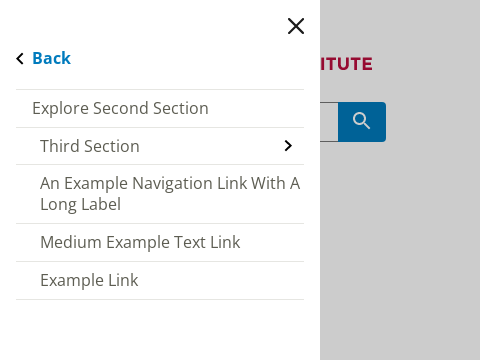 Back
ITUTE
Explore Second Section
Third Section
An Example Navigation Link With A
Long Label
Medium Example Text Link
Example Link